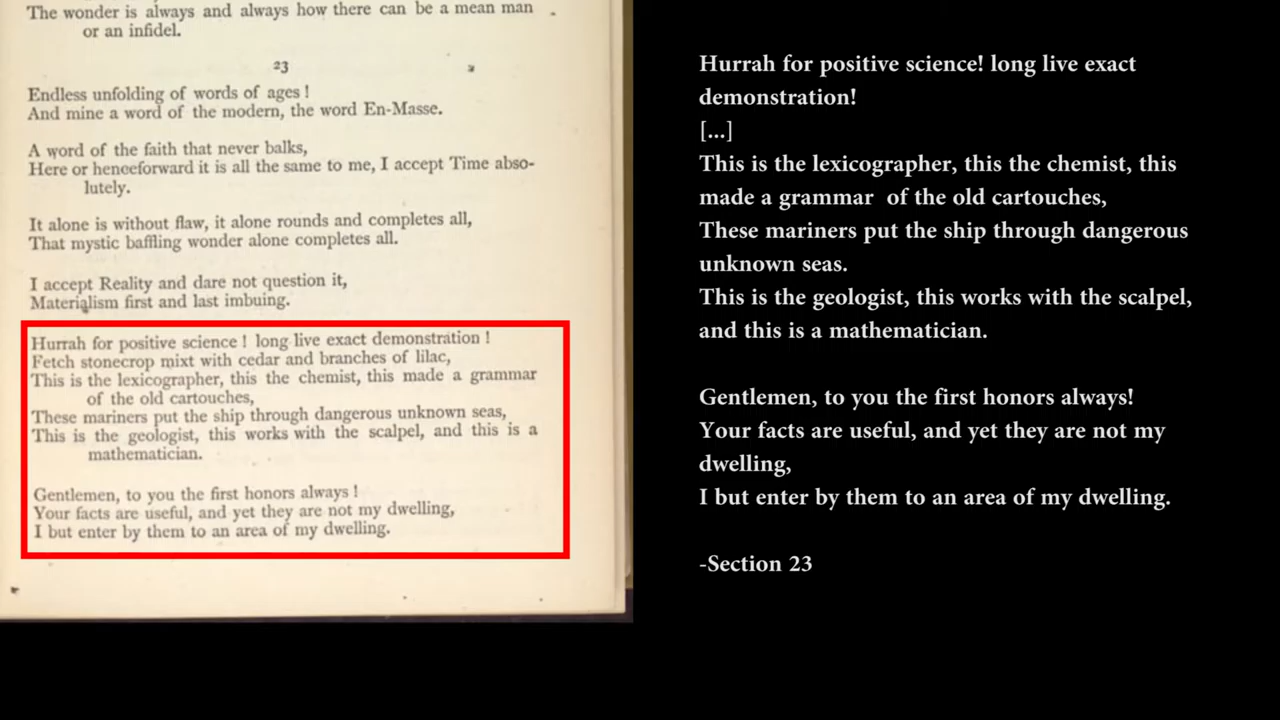 The wonder is always and always how there can be a mean man
or an infidel.
23
Endless unfolding of words of ages !
And mine a word of the modern, the word En-Masse.
A word of the faith that never balks,
Here or henceforward it is all the same to me, I accept Time abso-
lutely.
It alone is without flaw, it alone rounds and completes all,
That mystic baffling wonder alone completes all.
I accept Reality and dare not question it,
Materialism first and last imbuing.
Hurrah for positive science ! long live exact demonstration !
Fetch stonecrop mixt with cedar and branches of lilac,
This is the lexicographer, this the chemist, this made a grammar
of the old cartouches,
These mariners put the ship through dangerous unknown seas,
This is the geologist, this works with the scalpel, and this is a
mathematician.
Gentlemen, to you the first honors always !
Your facts are useful, and yet they are not my dwelling,
I but enter by them to an area of my dwelling.
Hurrah for positive science! long live exact
demonstration!
[...]
This is the lexicographer, this the chemist, this
made a grammar  of the old cartouches,
These mariners put the ship through dangerous
unknown seas.
This is the geologist, this works with the scalpel,
and this is a mathematician.
Gentlemen, to you the first honors always!
Your facts are useful, and yet they are not my
dwelling,
I but enter by them to an area of my dwelling.
-Section 23